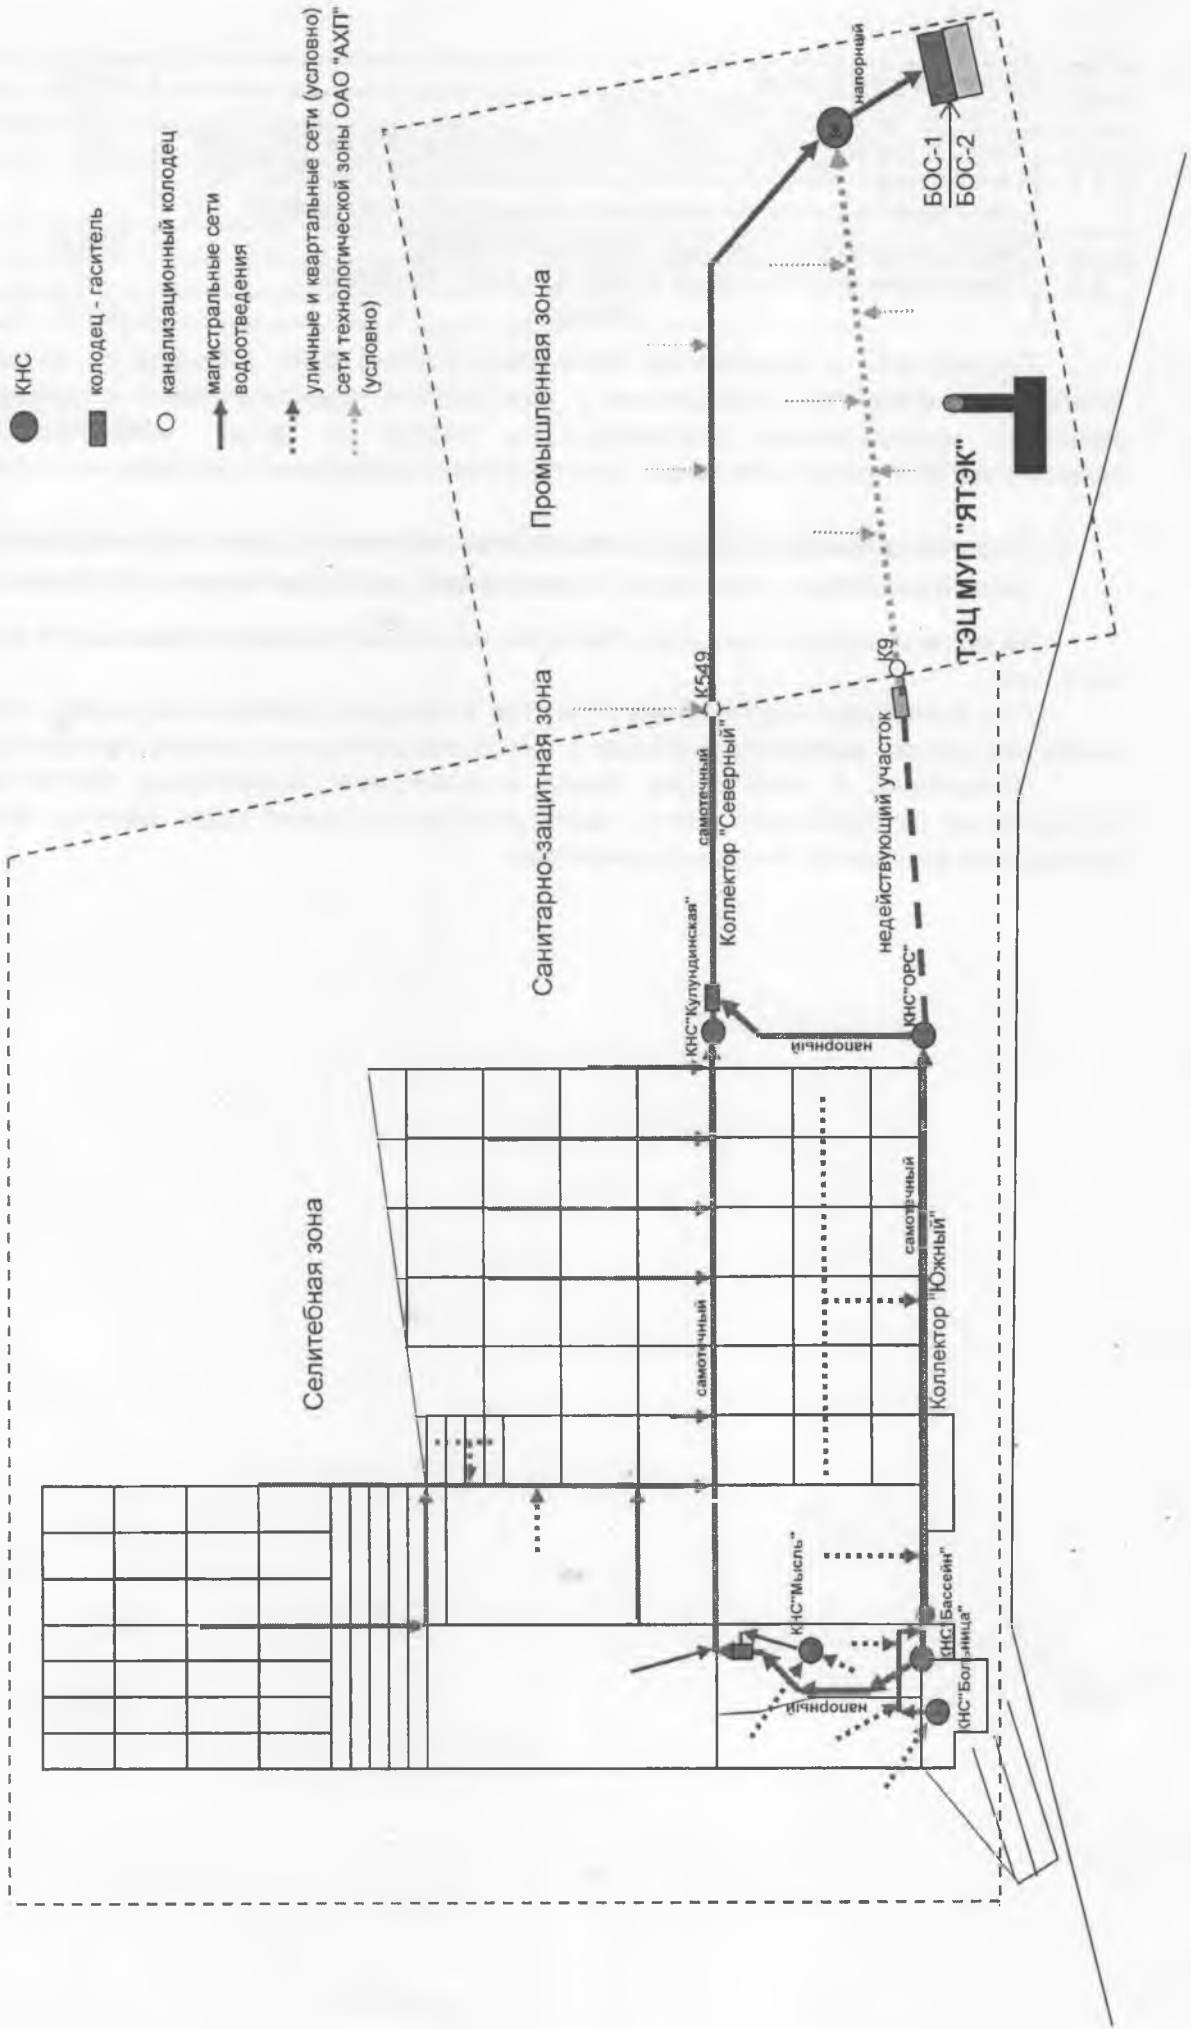 КНС
колодец - гаситель
канализационный колодец
магистральные сети
водоотведения
уличные и квартальные сети (условно)
сети технологической зоны ОАО "АХП"
(условно)
Селитебная зона
Санитарно-защитная зона
Промышленная зона
самотечный
КНС"Кулундинская"
самотечный
Коллектор "Северный"
К549
напорный
БОС-1
БОС-2
ТЭЦ МУП "ЯТЭК"
К9
недействующий участок
КНС"ОРС"
напорный
самотечный
Коллектор "Южный"
КНС"Мысль"
напорный
КНС"Бассейн"
КНС"Больница"